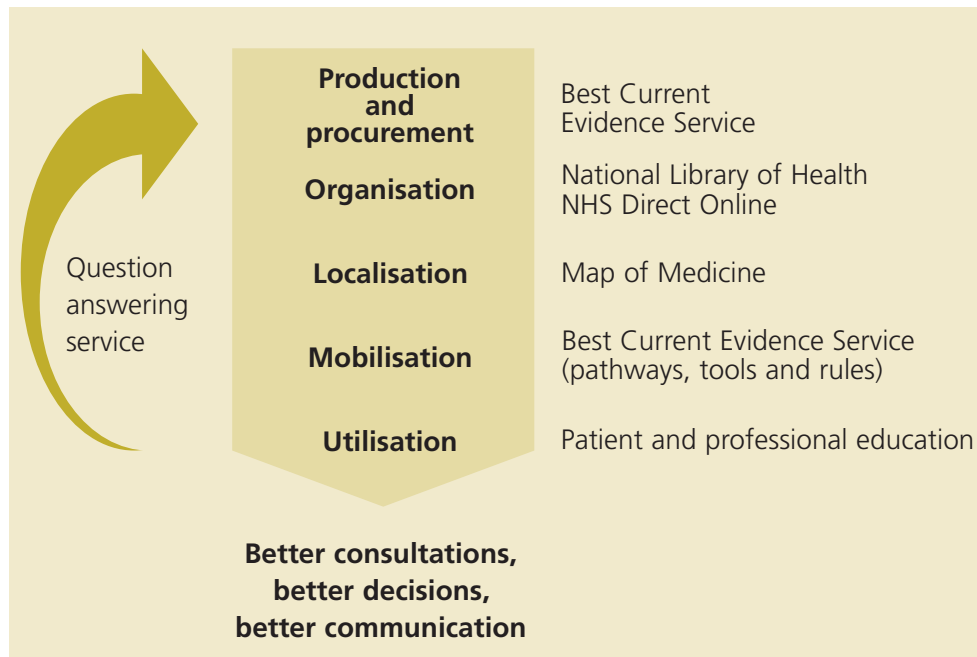 Production
and
procurement
Best Current
Evidence Service
Organisation
National Library of Health
NHS Direct Online
Question
answering
service
Localisation
Map of Medicine
Mobilisation
Best Current Evidence Service
(pathways, tools and rules)
Utilisation
Patient and professional education
Better consultations,
better decisions,
better communication